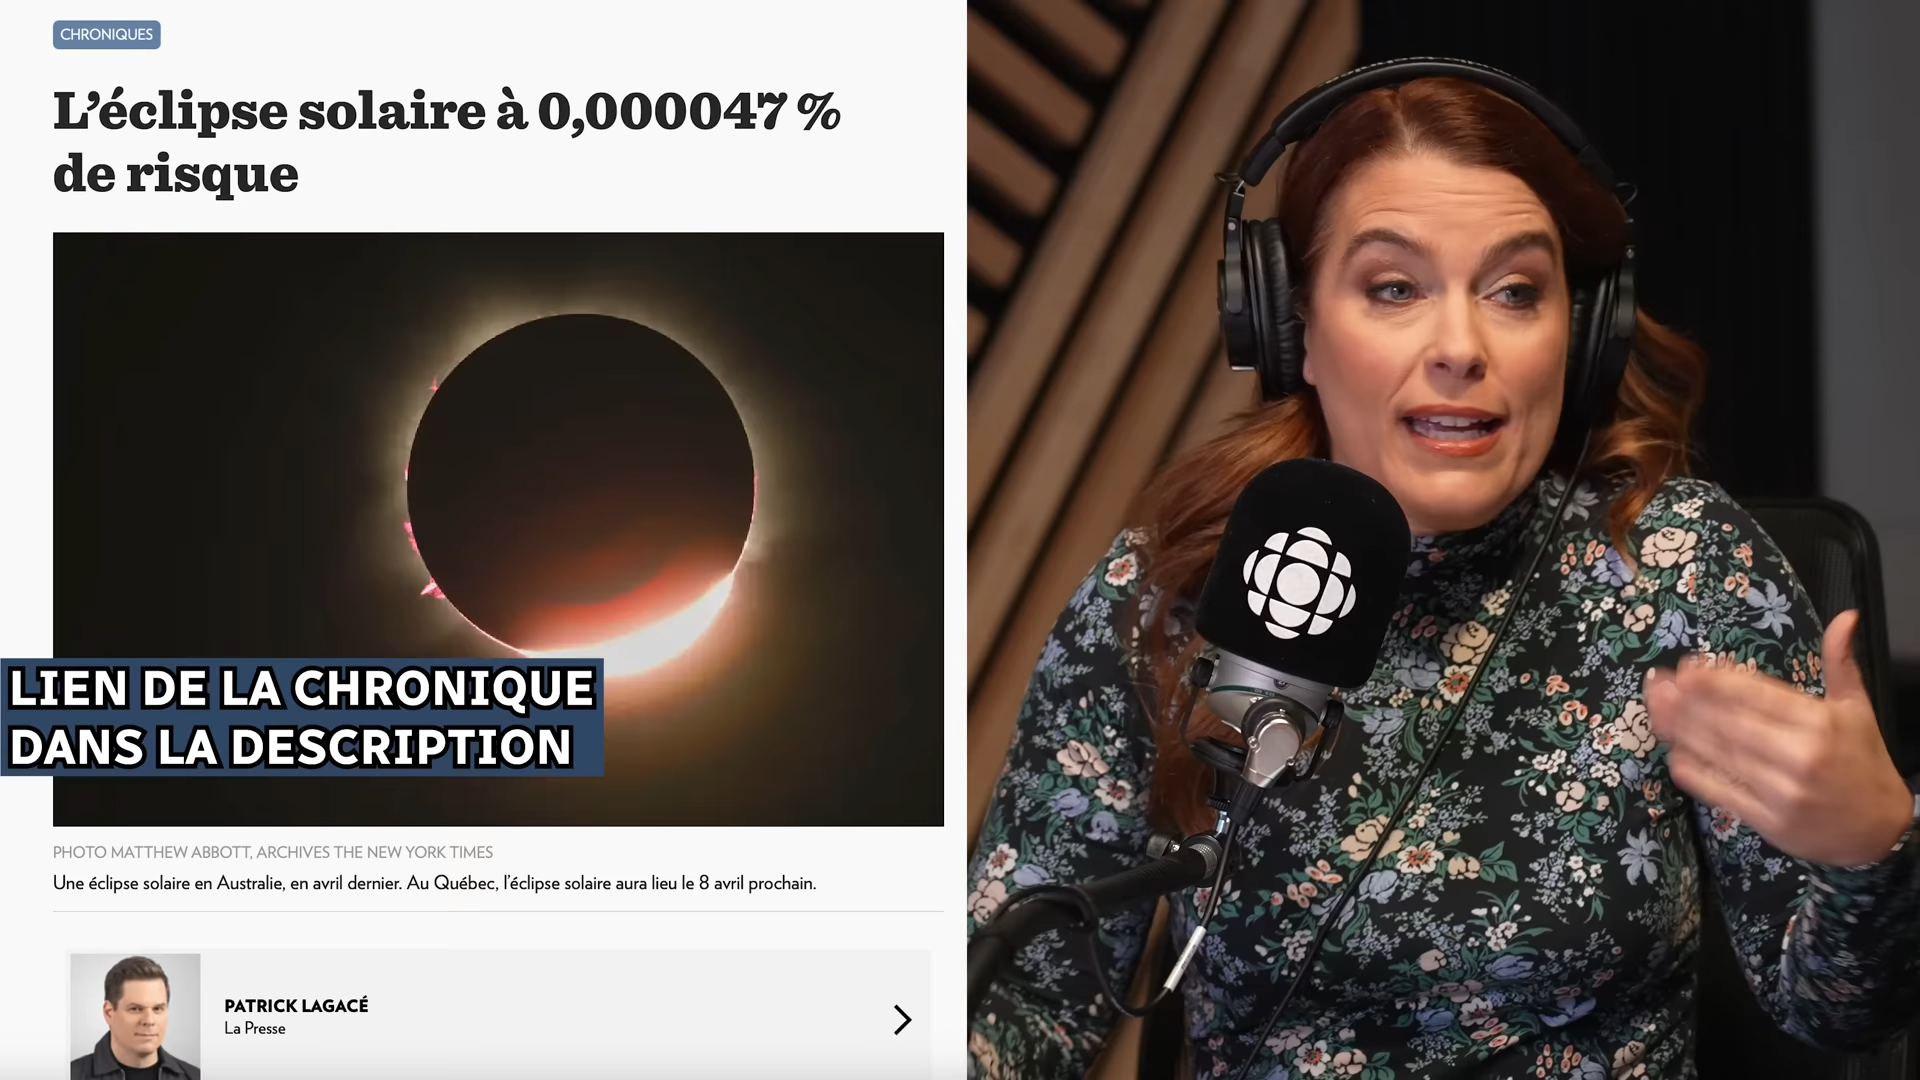 CHRONIQUES
L’éclipse solaire à 0,000047 %
de risque
LIEN DE LA CHRONIQUE
DANS LA DESCRIPTION
PHOTO MATTHEW ABBOTT, ARCHIVES THE NEW YORK TIMES
Une éclipse solaire en Australie, en avril dernier. Au Québec, l’éclipse solaire aura lieu le 8 avril prochain.
PATRICK LAGACÉ
La Presse